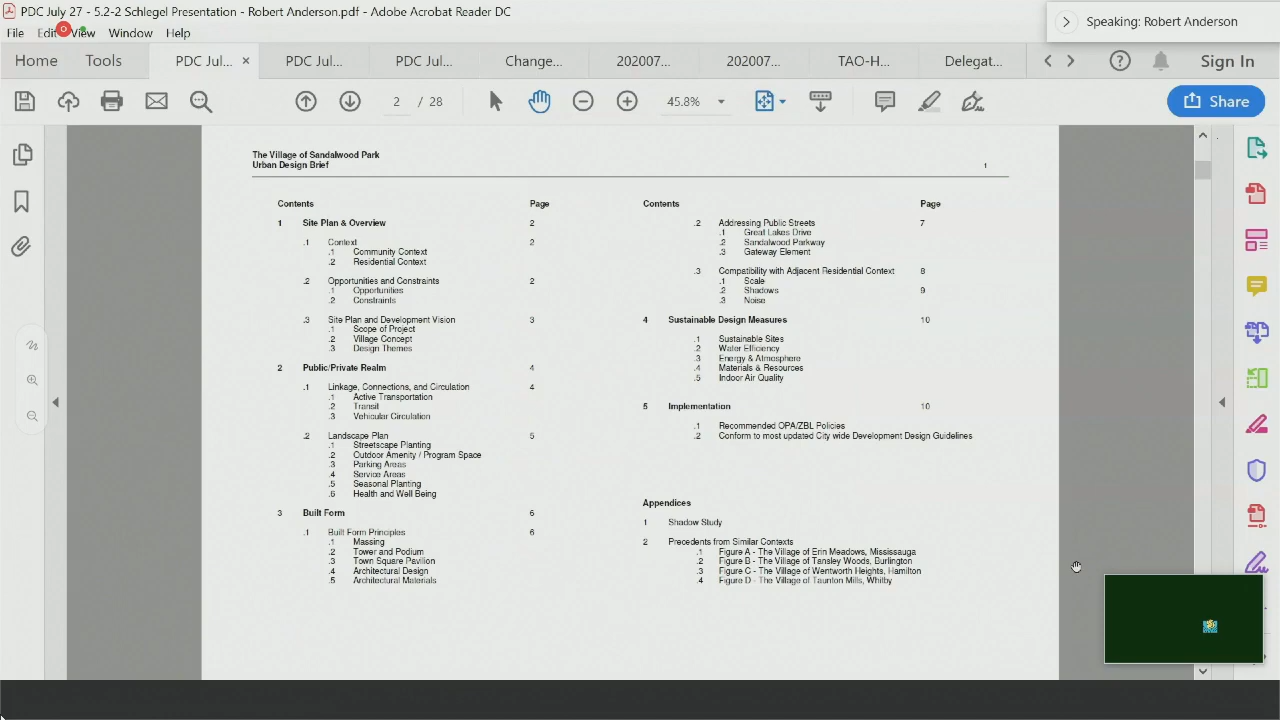 PDC July 27 - 5.2-2 Schlegel Presentation - Robert Anderson.pdf - Adobe Acrobat Reader DC
Speaking: Robert Anderson
File Edit View Window Help
Home Tools PDC Jul... × PDC Jul... PDC Jul... Change... 202007... 202007... TAO-H... Delegat... Sign In
2 / 28 45.8% Share
The Village of Sandalwood Park
Urban Design Brief 1
Contents Page
1 Site Plan & Overview 2
.1 Context 2
.1 Community Context
.2 Residential Context
.2 Opportunities and Constraints 2
.1 Opportunities
.2 Constraints
.3 Site Plan and Development Vision 3
.1 Scope of Project
.2 Village Concept
.3 Design Themes
2 Public/Private Realm 4
.1 Linkage, Connections, and Circulation 4
.1 Active Transportation
.2 Transit
.3 Vehicular Circulation
.2 Landscape Plan 5
.1 Streetscape Planting
.2 Outdoor Amenity / Program Space
.3 Parking Areas
.4 Service Areas
.5 Seasonal Planting
.6 Health and Well Being
3 Built Form 6
.1 Built Form Principles 6
.1 Massing
.2 Tower and Podium
.3 Town Square Pavilion
.4 Architectural Design
.5 Architectural Materials
Contents Page
.2 Addressing Public Streets 7
.1 Great Lakes Drive
.2 Sandalwood Parkway
.3 Gateway Element
.3 Compatibility with Adjacent Residential Context 8
.1 Scale
.2 Shadows 9
.3 Noise
4 Sustainable Design Measures 10
.1 Sustainable Sites
.2 Water Efficiency
.3 Energy & Atmosphere
.4 Materials & Resources
.5 Indoor Air Quality
5 Implementation 10
.1 Recommended OPA/ZBL Policies
.2 Conform to most updated City wide Development Design Guidelines
Appendices
1 Shadow Study
2 Precedents from Similar Contexts
.1 Figure A - The Village of Erin Meadows, Mississauga
.2 Figure B - The Village of Tansley Woods, Burlington
.3 Figure C - The Village of Wentworth Heights, Hamilton
.4 Figure D - The Village of Taunton Mills, Whitby